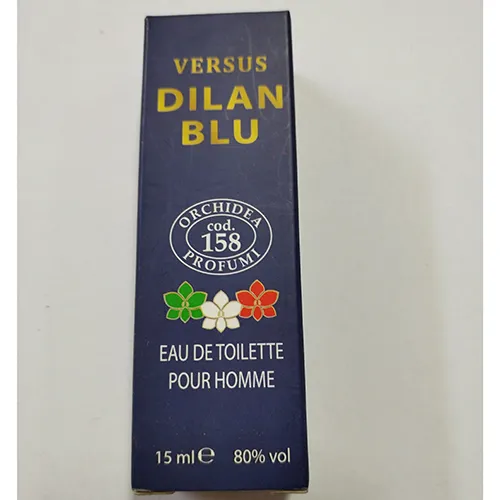 VERSUS
DILAN
BLU
ORCHIDEA
cod.
158
PROFUMI
EAU DE TOILETTE
POUR HOMME
15 ml ℮ 80% vol